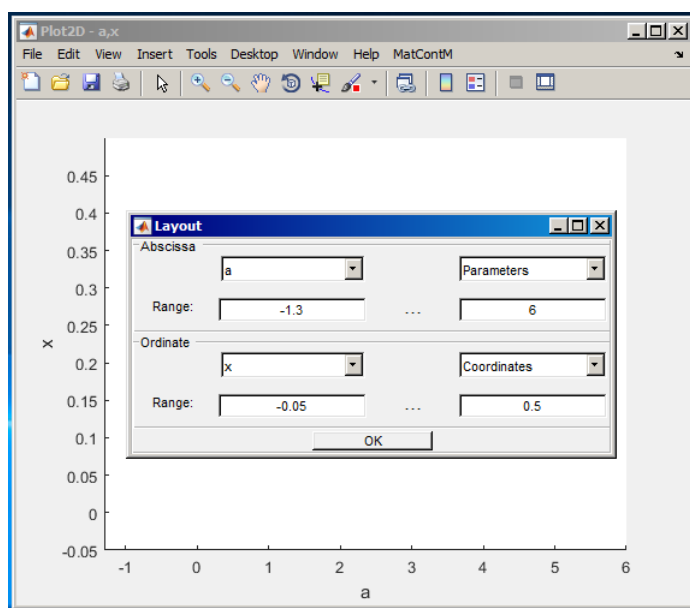 Plot2D - a,x
File Edit View Insert Tools Desktop Window Help MatContM
0.45
0.4
0.35
0.3
0.25
0.2
0.15
0.1
0.05
0
-0.05
x
Layout
Abscissa
a Parameters
Range: -1.3 ... 6
Ordinate
x Coordinates
Range: -0.05 ... 0.5
OK
-1 0 1 2 3 4 5 6
a